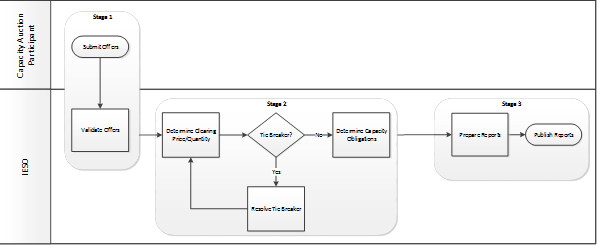 Capacity Auction
Participant
IESO
Stage 1
Submit Offers
Validate Offers
Stage 2
Determine Clearing
Price/Quantity
Tie Breaker?
No
Yes
Resolve Tie Breaker
Determine Capacity
Obligations
Stage 3
Prepare Reports
Publish Reports